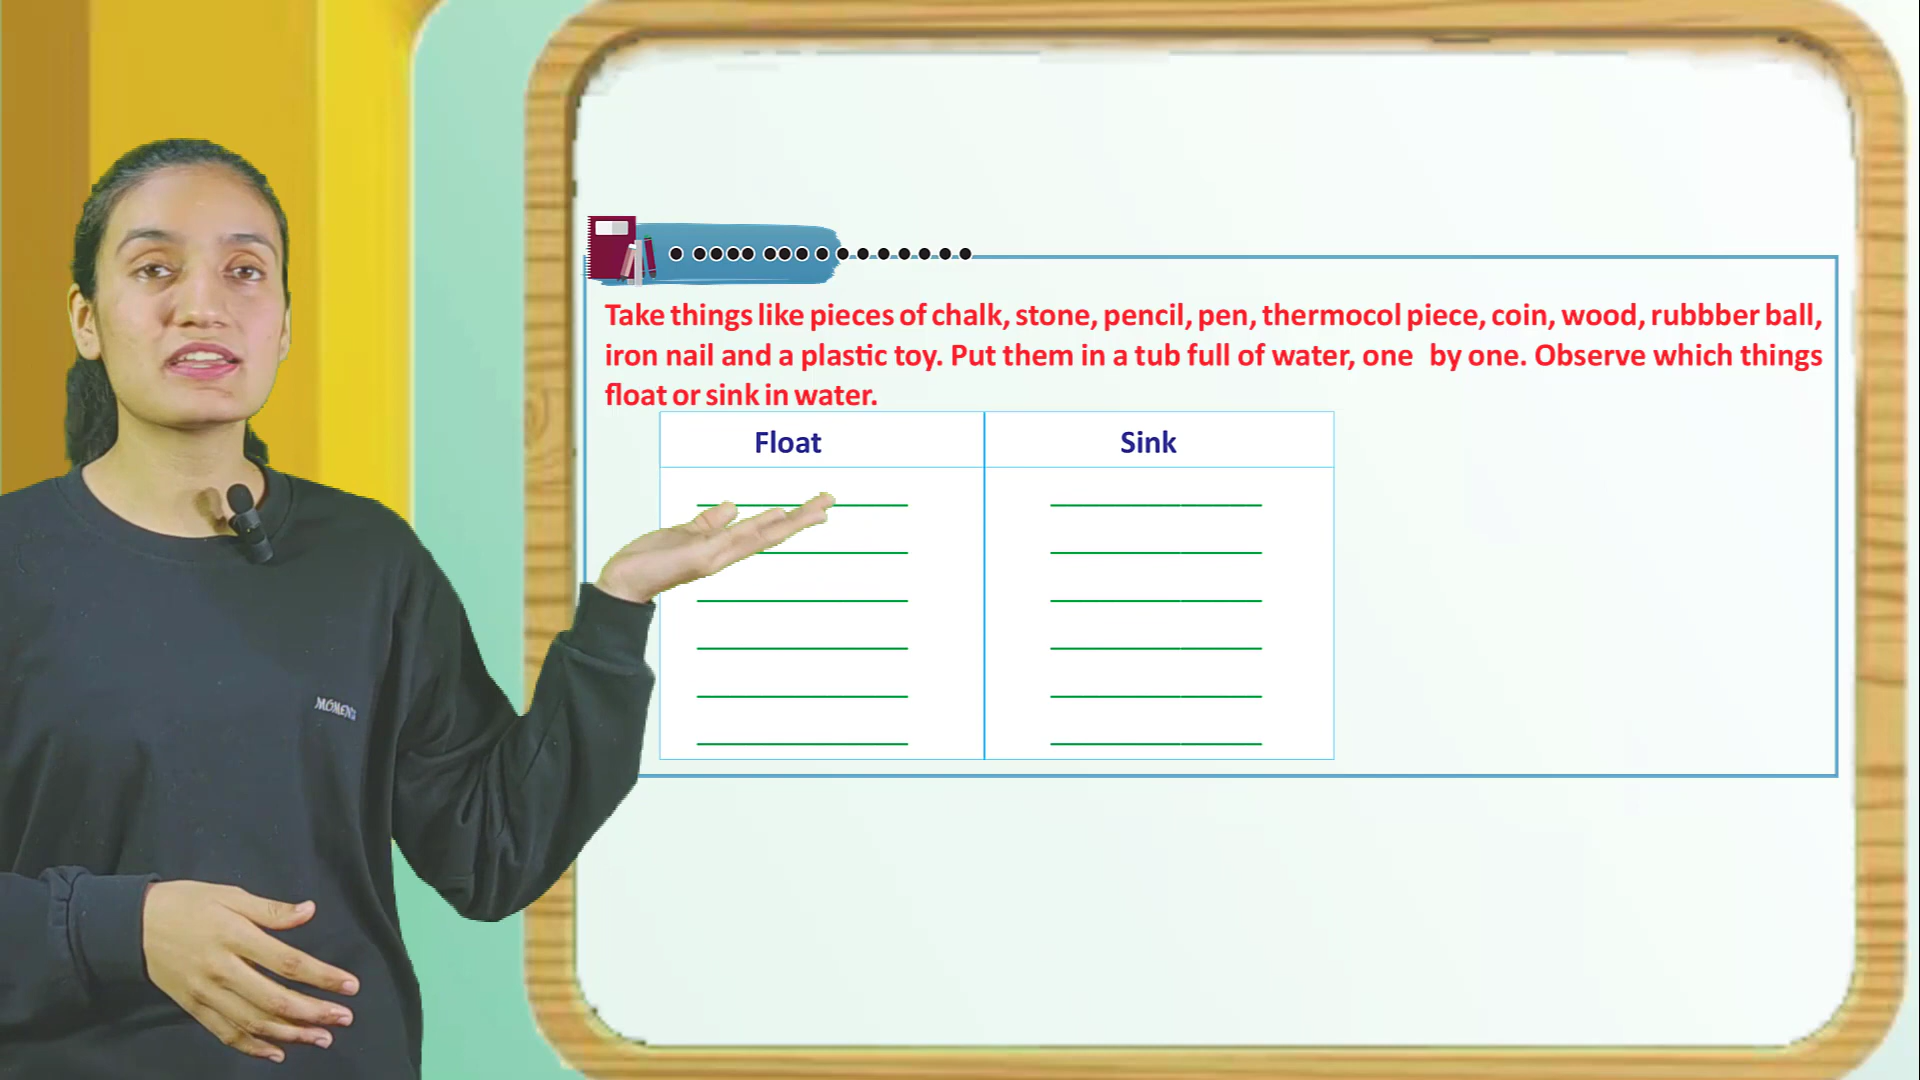 Take things like pieces of chalk, stone, pencil, pen, thermocol piece, coin, wood, rubbber ball,
iron nail and a plastic toy. Put them in a tub full of water, one by one. Observe which things
float or sink in water.
Float Sink